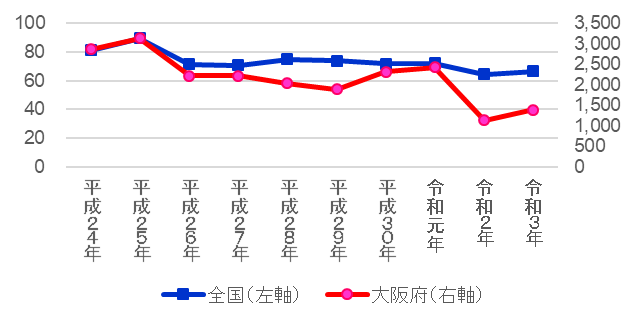 100
80
60
40
20
0
3,500
3,000
2,500
2,000
1,500
1,000
500
0
平成24年
平成25年
平成26年
平成27年
平成28年
平成29年
平成30年
令和元年
令和2年
令和3年
全国(左軸)
大阪府(右軸)